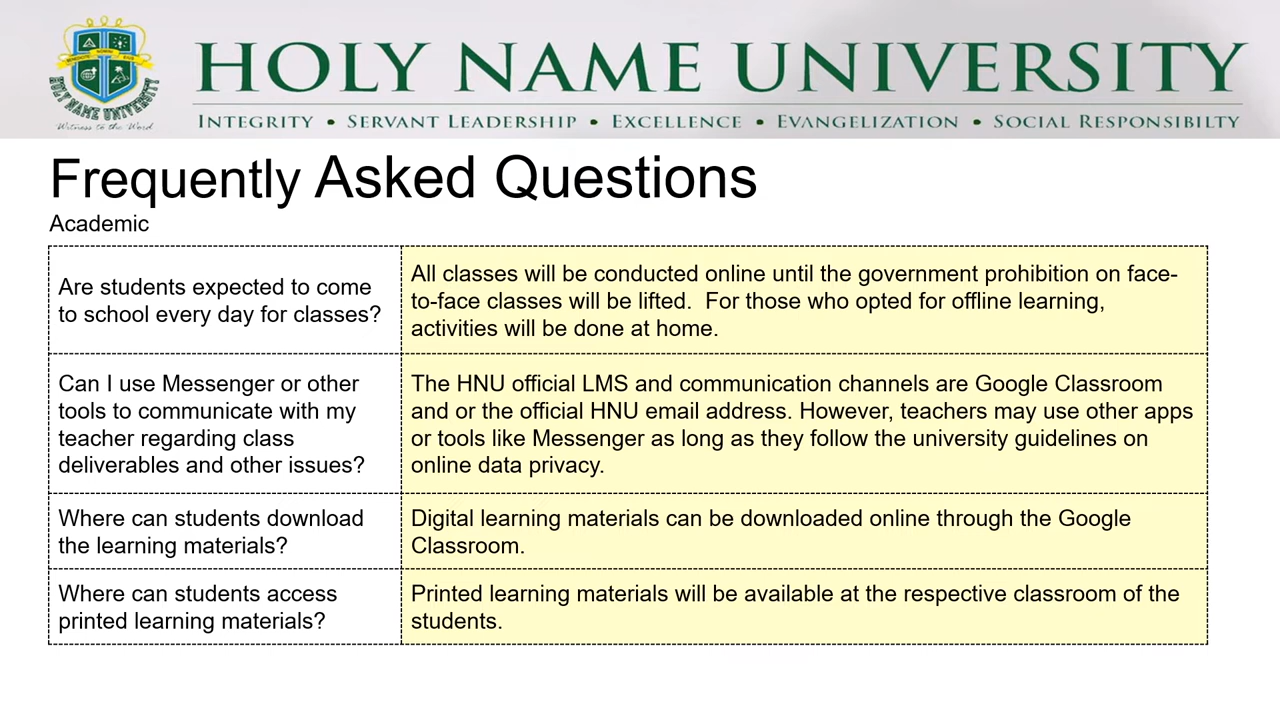 HOLY NAME UNIVERSITY
INTEGRITY • SERVANT LEADERSHIP • EXCELLENCE • EVANGELIZATION • SOCIAL RESPONSIBILTY
HOLY NAME UNIVERSITY
Witness to the Word
Frequently Asked Questions
Academic
Are students expected to come
to school every day for classes?
All classes will be conducted online until the government prohibition on face-
to-face classes will be lifted.  For those who opted for offline learning,
activities will be done at home.
Can I use Messenger or other
tools to communicate with my
teacher regarding class
deliverables and other issues?
The HNU official LMS and communication channels are Google Classroom
and or the official HNU email address. However, teachers may use other apps
or tools like Messenger as long as they follow the university guidelines on
online data privacy.
Where can students download
the learning materials?
Digital learning materials can be downloaded online through the Google
Classroom.
Where can students access
printed learning materials?
Printed learning materials will be available at the respective classroom of the
students.